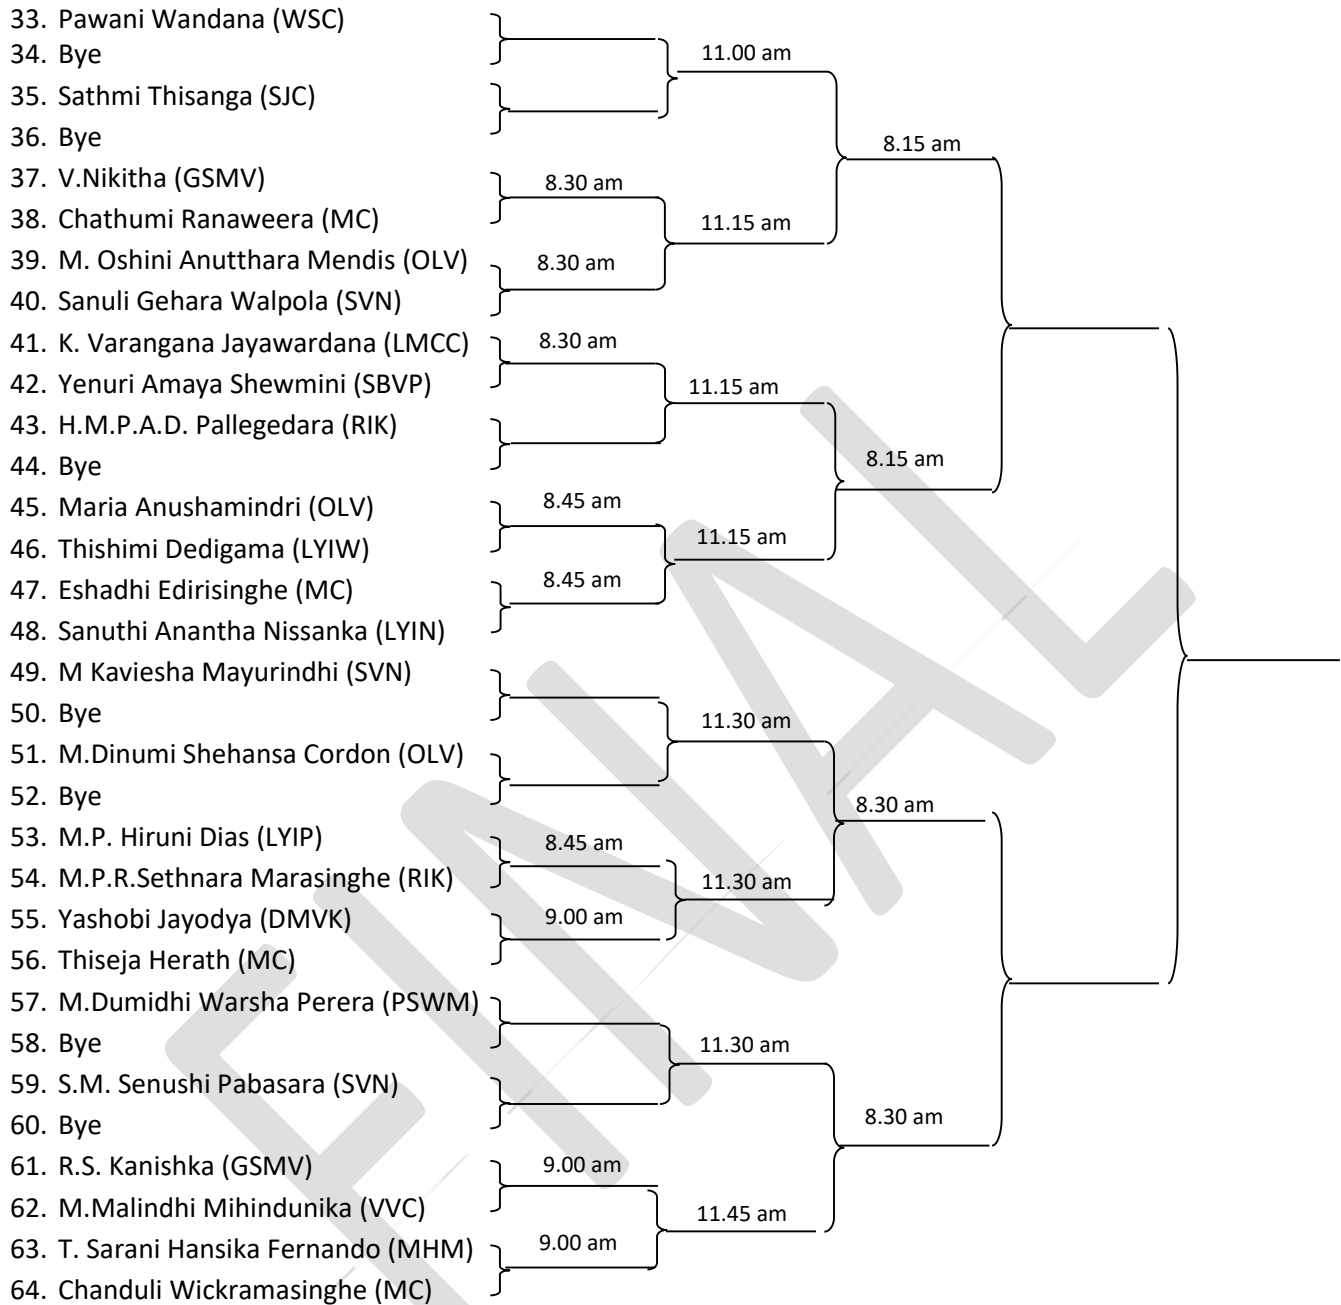 33. Pawani Wandana (WSC)
34. Bye
11.00 am
35. Sathmi Thisanga (SJC)
36. Bye
8.15 am
37. V.Nikitha (GSMV)
8.30 am
38. Chathumi Ranaweera (MC)
11.15 am
39. M. Oshini Anutthara Mendis (OLV)
8.30 am
40. Sanuli Gehara Walpola (SVN)
41. K. Varangana Jayawardana (LMCC)
8.30 am
42. Yenuri Amaya Shewmini (SBVP)
11.15 am
43. H.M.P.A.D. Pallegedara (RIK)
44. Bye
8.15 am
45. Maria Anushamindri (OLV)
8.45 am
46. Thishimi Dedigama (LYIW)
11.15 am
47. Eshadhi Edirisinghe (MC)
8.45 am
48. Sanuthi Anantha Nissanka (LYIN)
49. M Kaviesha Mayurindhi (SVN)
50. Bye
11.30 am
51. M.Dinumi Shehansa Cordon (OLV)
52. Bye
8.30 am
53. M.P. Hiruni Dias (LYIP)
8.45 am
54. M.P.R.Sethnara Marasinghe (RIK)
11.30 am
55. Yashobi Jayodya (DMVK)
9.00 am
56. Thiseja Herath (MC)
57. M.Dumidhi Warsha Perera (PSWM)
58. Bye
11.30 am
59. S.M. Senushi Pabasara (SVN)
60. Bye
8.30 am
61. R.S. Kanishka (GSMV)
9.00 am
62. M.Malindhi Mihindunika (VVC)
11.45 am
63. T. Sarani Hansika Fernando (MHM)
9.00 am
64. Chanduli Wickramasinghe (MC)
FINAL